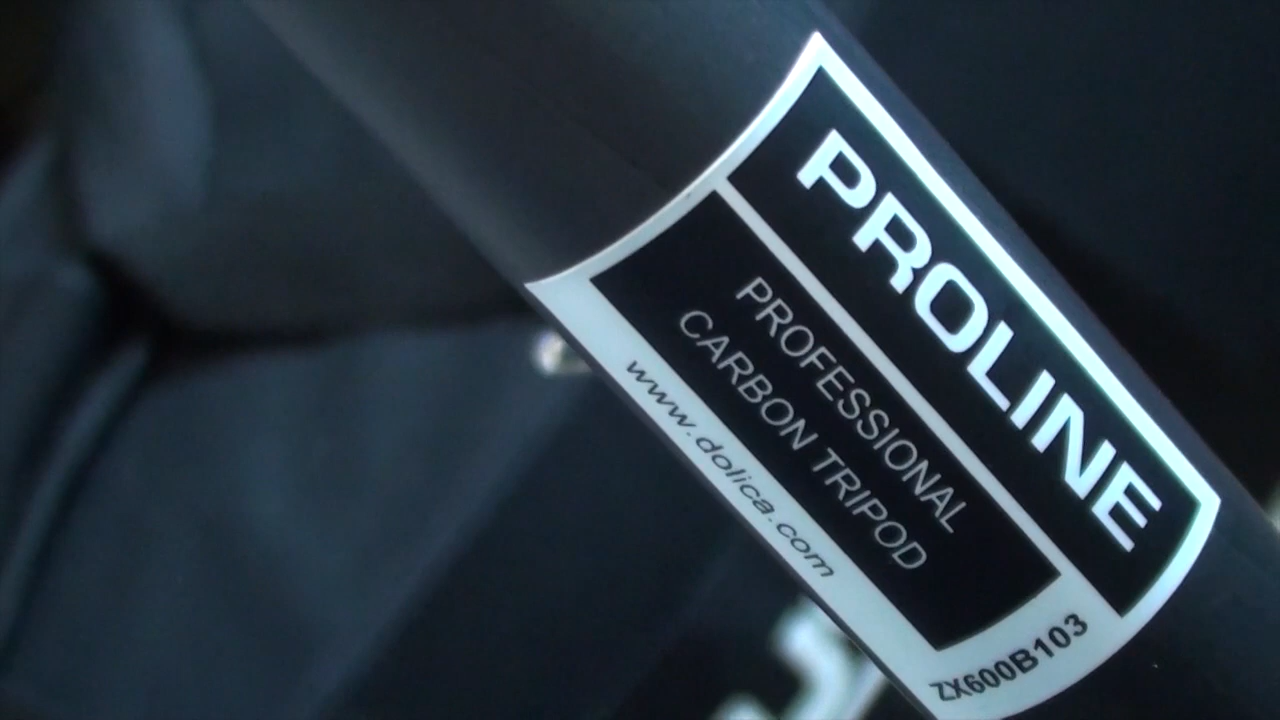 PROLINE
PROFESSIONAL
CARBON TRIPOD
www.dolica.com
ZX600B103